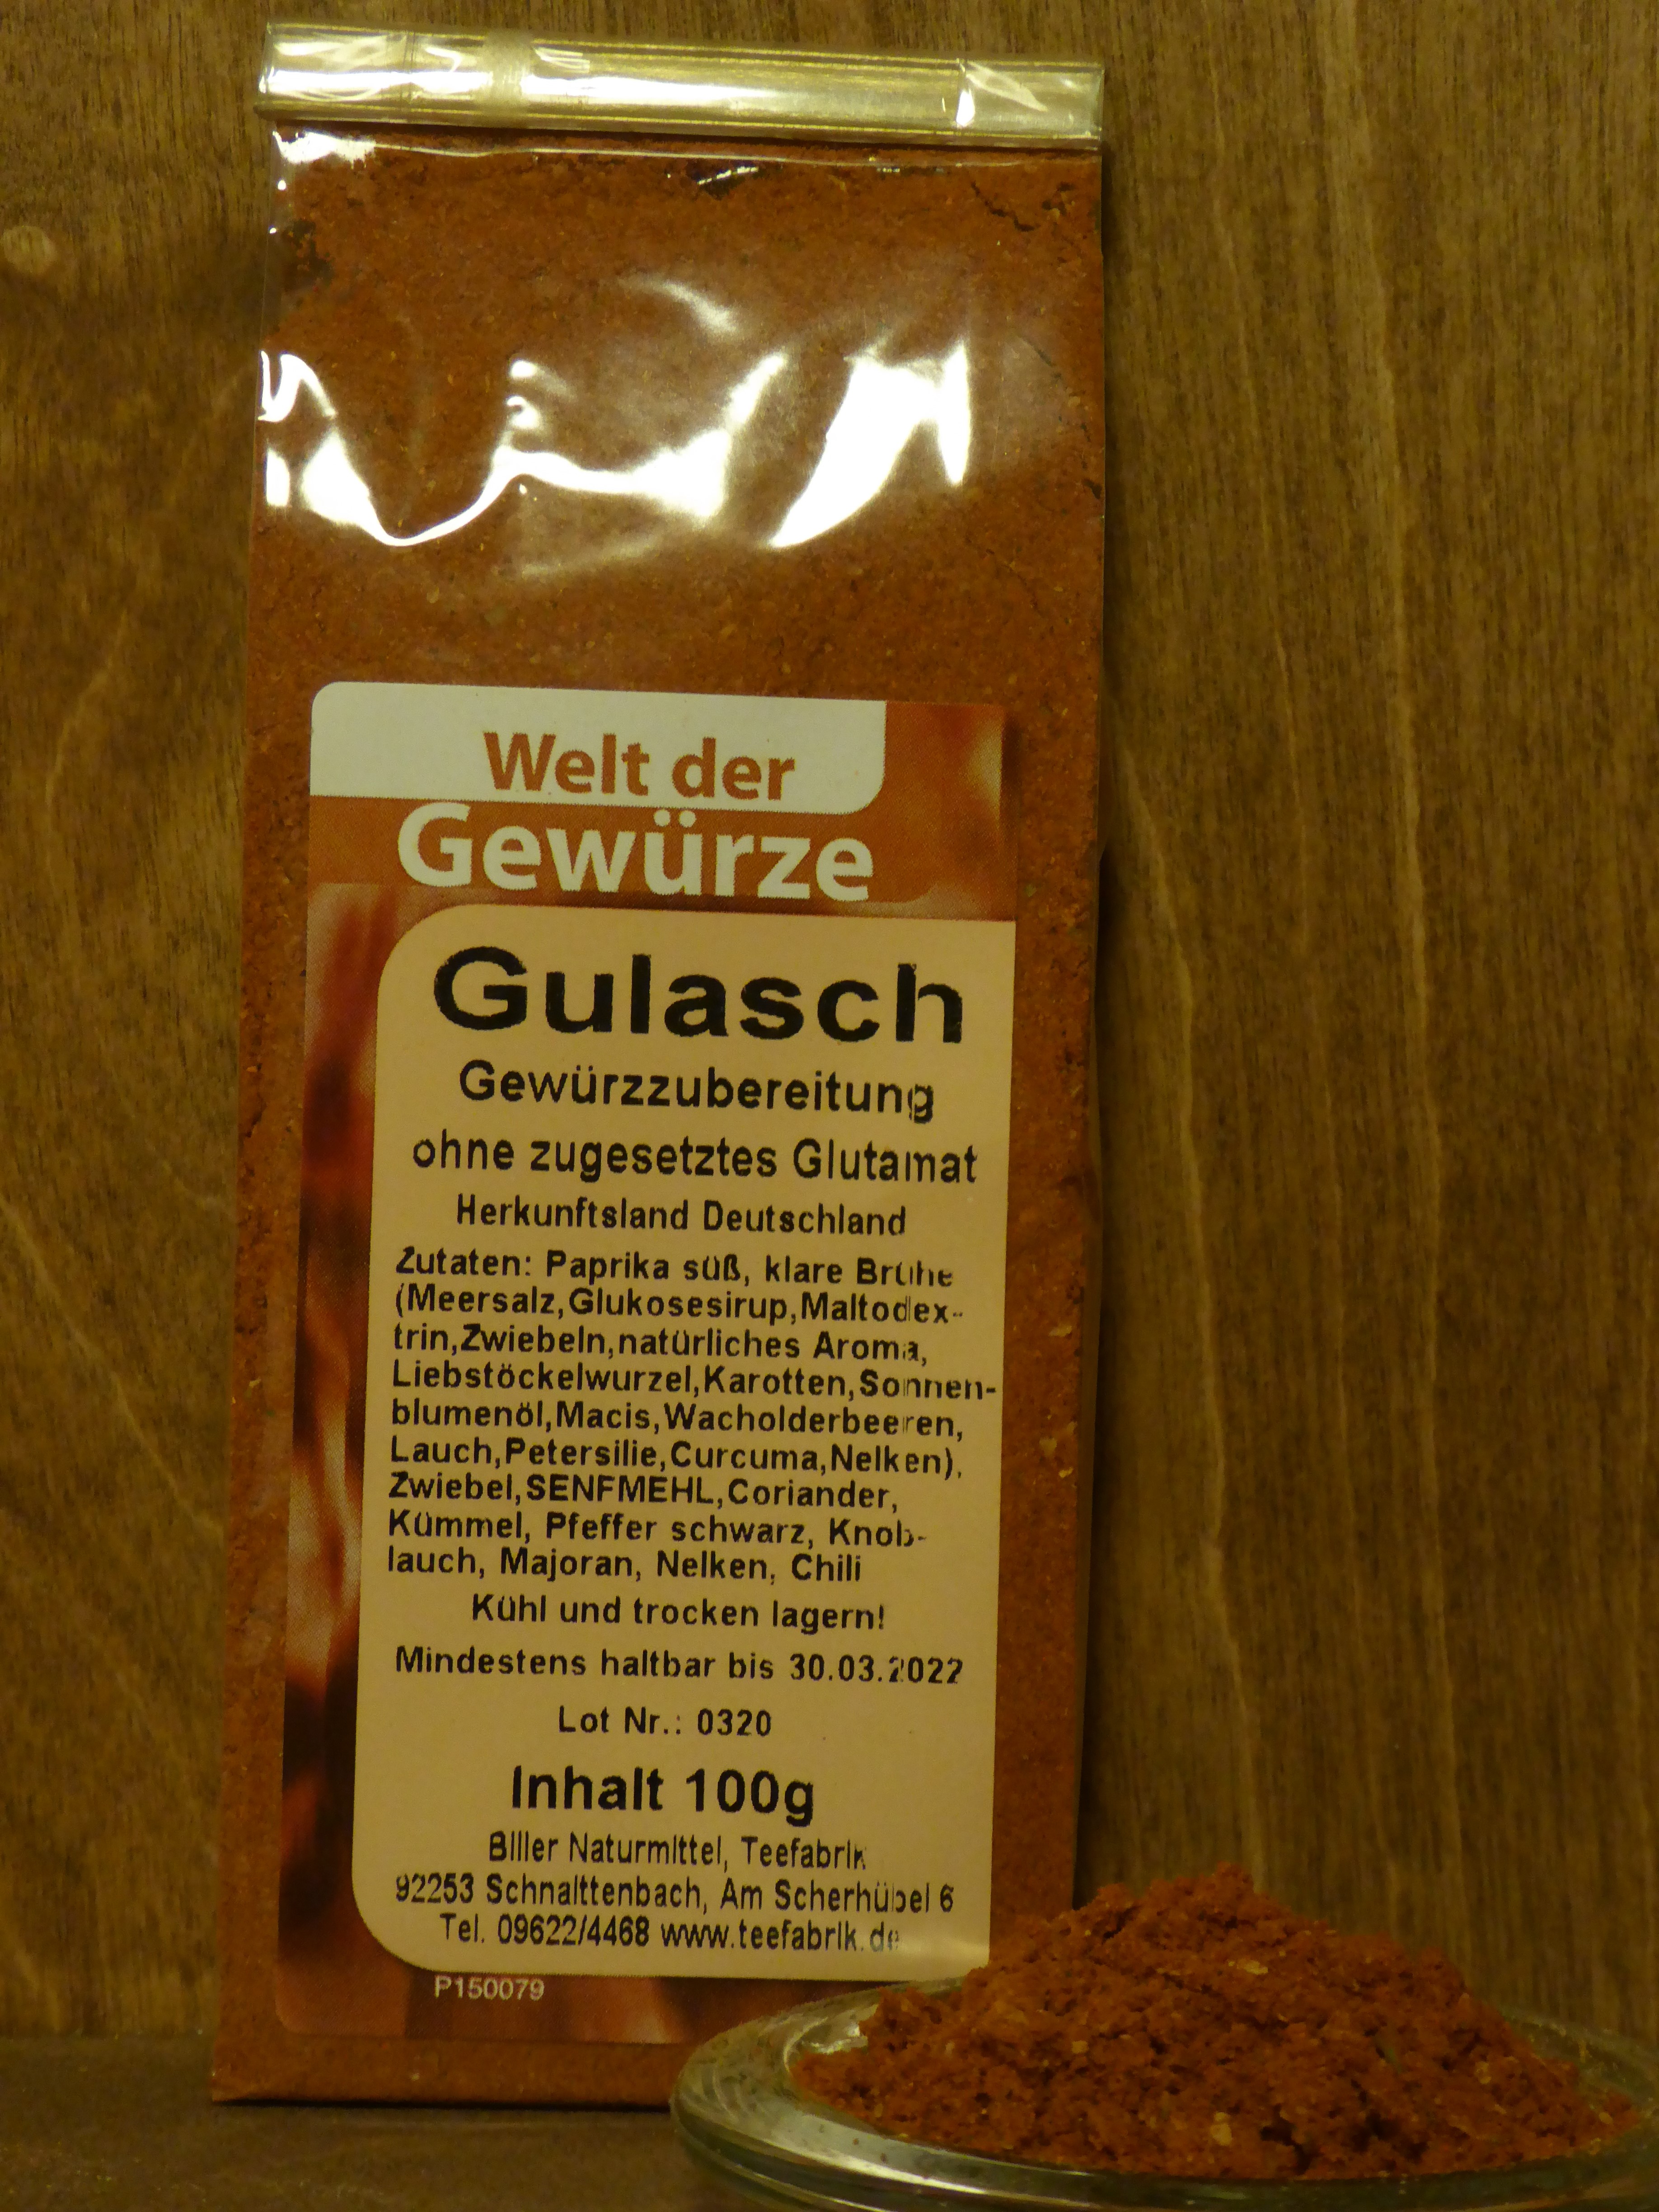 Welt der
Gewürze
Gulasch
Gewürzzubereitung
ohne zugesetztes Glutamat
Herkunftsland Deutschland
Zutaten: Paprika süß, klare Brühe
(Meersalz,Glukosesirup,Maltodex-
trin,Zwiebeln,natürliches Aroma,
Liebstöckelwurzel,Karotten,Sonnen-
blumenöl,Macis,Wacholderbeeren,
Lauch,Petersilie,Curcuma,Nelken),
Zwiebel,SENFMEHL,Coriander,
Kümmel, Pfeffer schwarz, Knob-
lauch, Majoran, Nelken, Chili
Kühl und trocken lagern!
Mindestens haltbar bis 30.03.2022
Lot Nr.: 0320
Inhalt 100g
Biller Naturmittel, Teefabrik
92253 Schnaittenbach, Am Scherhübel 6
Tel. 09622/4468 www.teefabrik.de
P150079